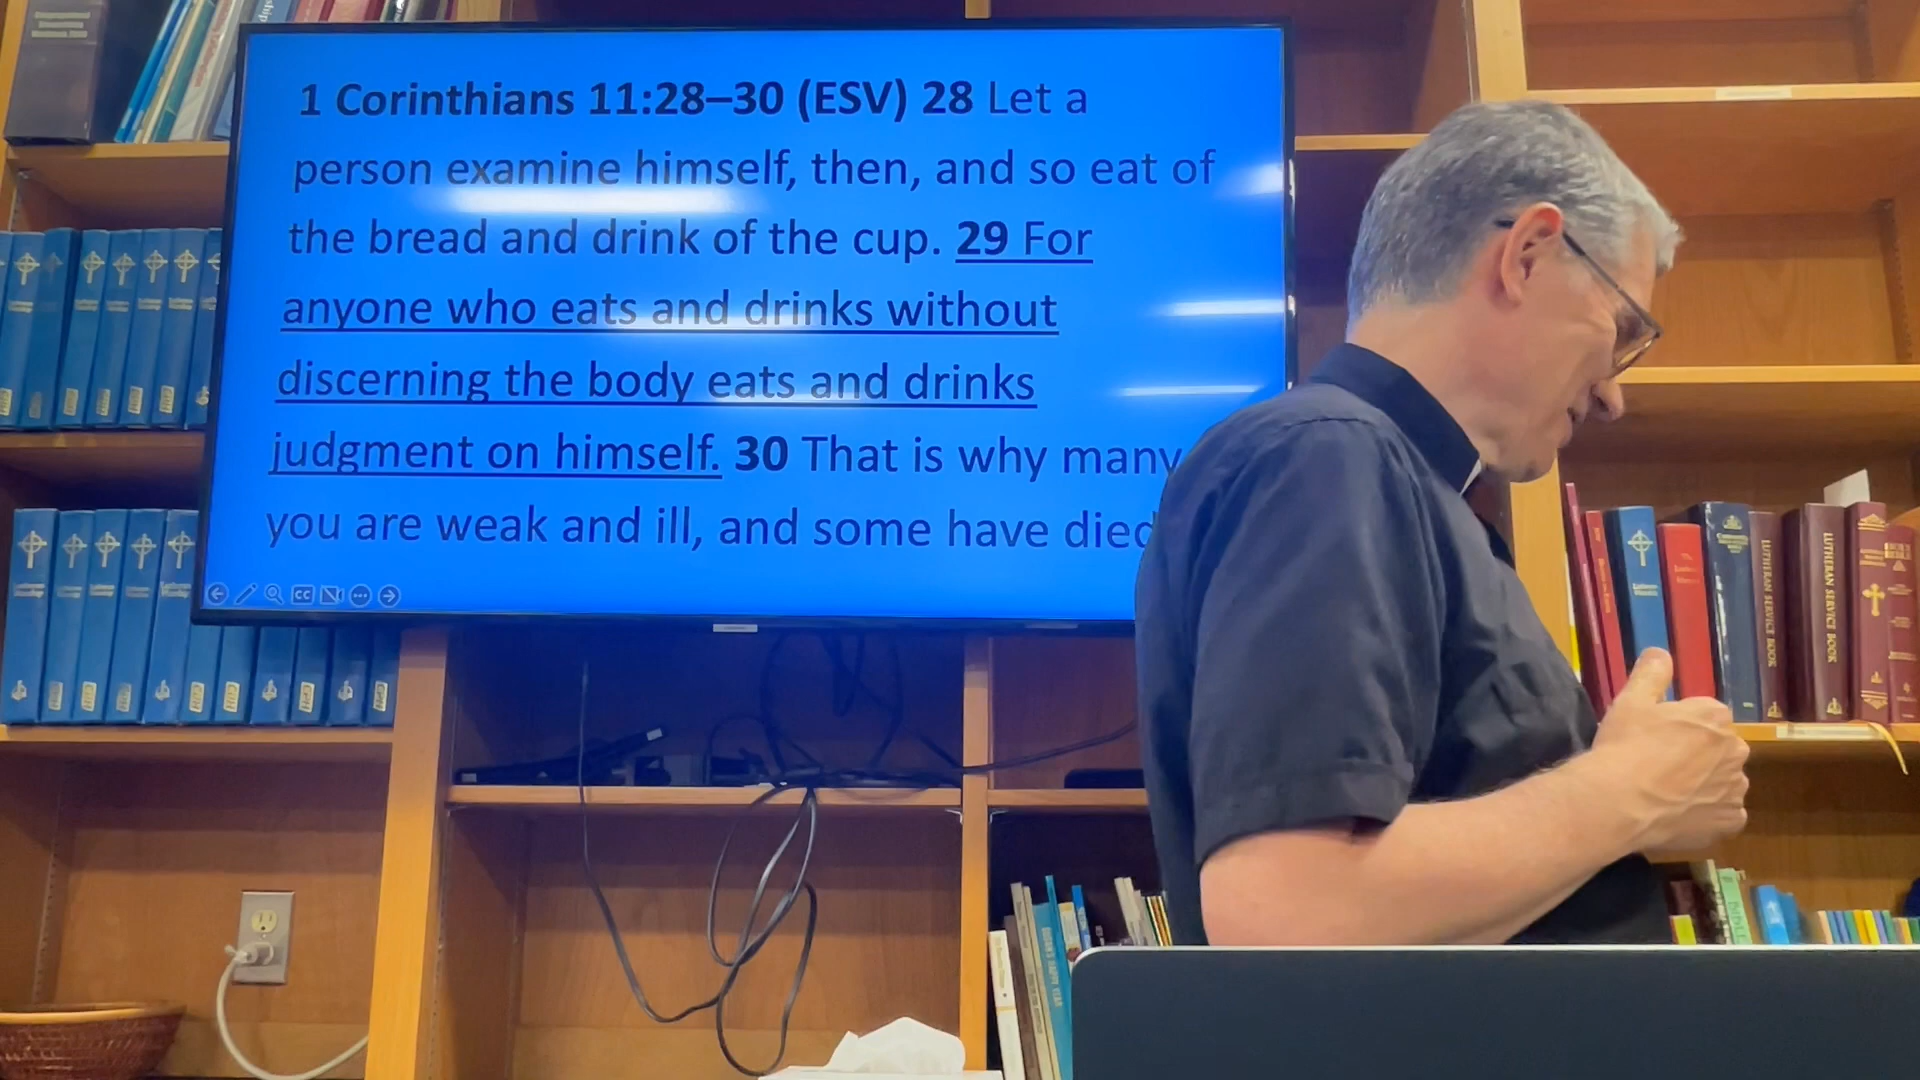 1 Corinthians 11:28–30 (ESV) 28 Let a
person examine himself, then, and so eat of
the bread and drink of the cup. 29 For
anyone who eats and drinks without
discerning the body eats and drinks
judgment on himself. 30 That is why many
you are weak and ill, and some have died
CC
LUTHERAN SERVICE BOOK
LUTHERAN SERVICE BOOK